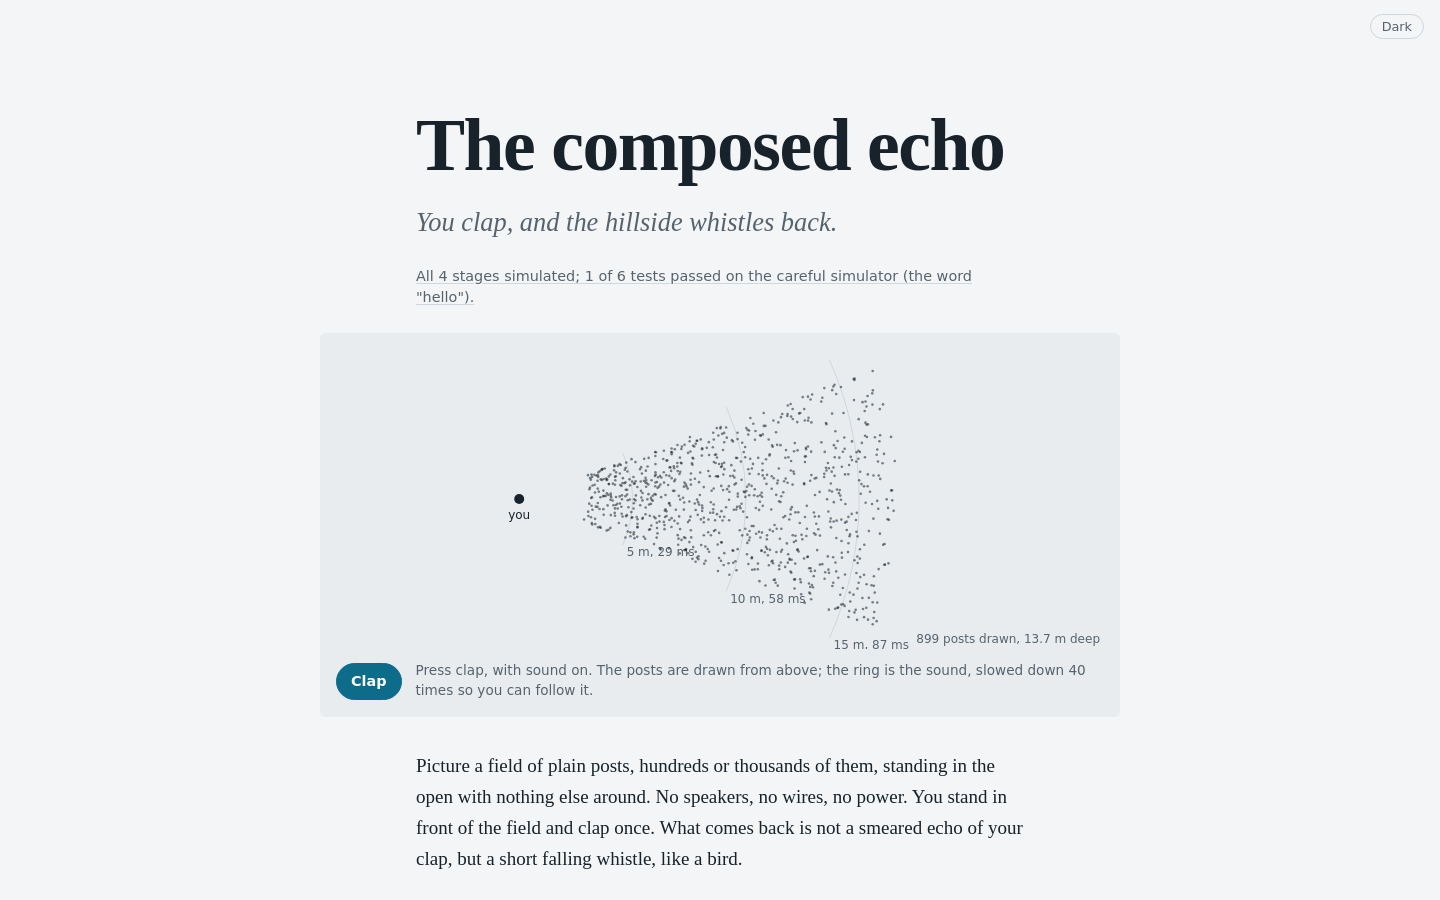 Dark
The composed echo
You clap, and the hillside whistles back.
All 4 stages simulated; 1 of 6 tests passed on the careful simulator (the word
"hello").
you
5 m, 29 ms
10 m, 58 ms
15 m, 87 ms
899 posts drawn, 13.7 m deep
Clap
Press clap, with sound on. The posts are drawn from above; the ring is the sound, slowed down 40
times so you can follow it.
Picture a field of plain posts, hundreds or thousands of them, standing in the
open with nothing else around. No speakers, no wires, no power. You stand in
front of the field and clap once. What comes back is not a smeared echo of your
clap, but a short falling whistle, like a bird.